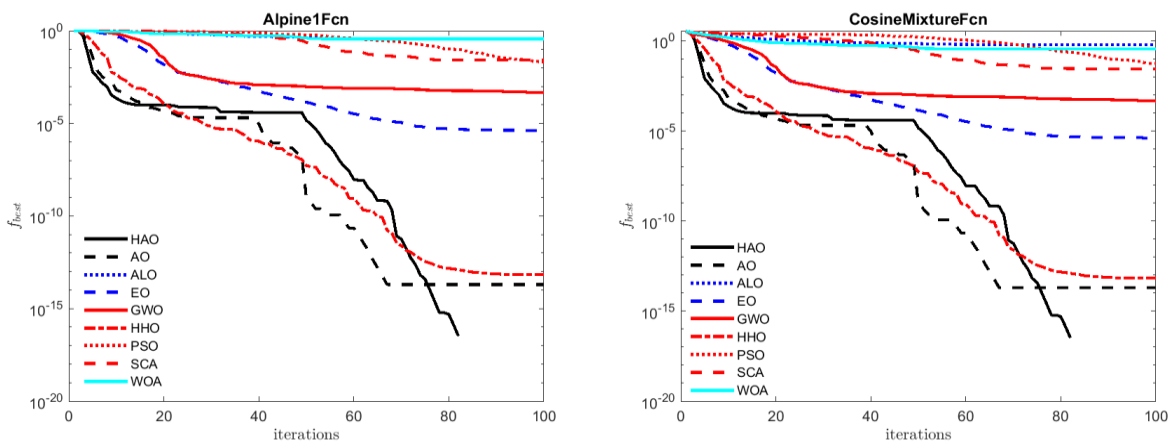 Alpine1Fcn
10^0
10^-5
10^-10
10^-15
10^-20
f_best
HAO
AO
ALO
EO
GWO
HHO
PSO
SCA
WOA
0 20 40 60 80 100
iterations
CosineMixtureFcn
10^0
10^-5
10^-10
10^-15
10^-20
f_best
HAO
AO
ALO
EO
GWO
HHO
PSO
SCA
WOA
0 20 40 60 80 100
iterations